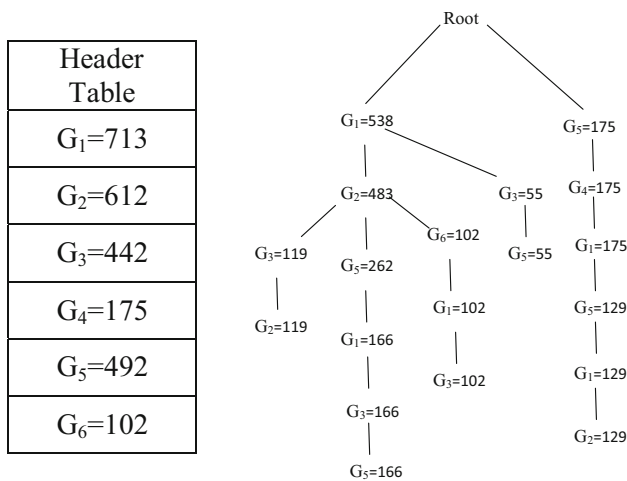 Header
Table
G₁=713
G₂=612
G₃=442
G₄=175
G₅=492
G₆=102
Root
G₁=538
G₅=175
G₂=483
G₃=55
G₄=175
G₃=119
G₅=262
G₆=102
G₅=55
G₁=175
G₂=119
G₁=166
G₁=102
G₅=129
G₃=166
G₃=102
G₁=129
G₅=166
G₂=129